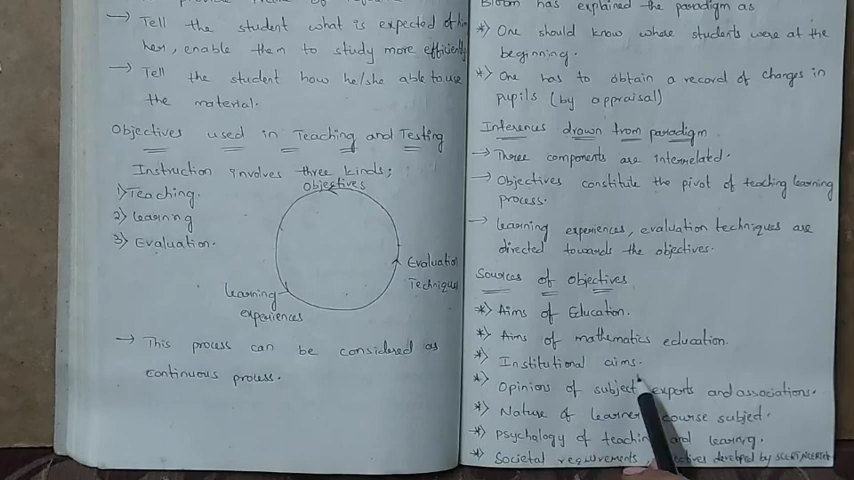 → Tell the student what is expected of him
her, enable them to study more efficiently
→ Tell the student how he/she able to use
the material.
Objectives used in Teaching and Testing
Instruction involves three kinds;
1) Teaching.
2) Learning
3) Evaluation.
Objectives
Evaluation
Techniques
Learning
experiences
→ This process can be considered as
continuous process.
Bloom has explained the paradigm as
*) One should know where students were at the
beginning.
*) One has to obtain a record of changes in
pupils (by appraisal)
Inferences drawn from paradigm
→ Three components are interrelated.
→ Objectives constitute the pivot of teaching learning
process.
→ Learning experiences, evaluation techniques are
directed towards the objectives.
Sources of objectives
*) Aims of Education.
*) Aims of mathematics education.
*) Institutional aims.
*) Opinions of subject experts and associations.
*) Nature of learner course subject.
*) Psychology of teaching and learning.
*) Societal requirements, developed by